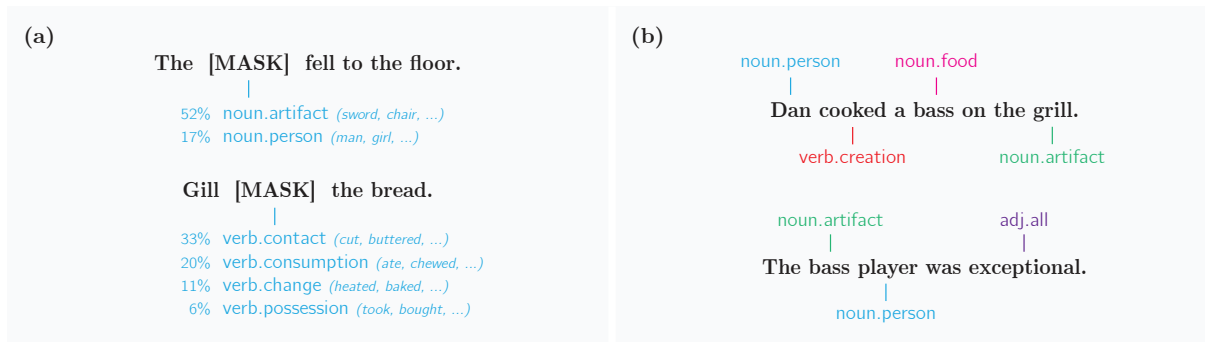 (a)
The [MASK] fell to the floor.
52% noun.artifact (sword, chair, ...)
17% noun.person (man, girl, ...)
Gill [MASK] the bread.
33% verb.contact (cut, buttered, ...)
20% verb.consumption (ate, chewed, ...)
11% verb.change (heated, baked, ...)
6% verb.possession (took, bought, ...)
(b)
noun.person noun.food
Dan cooked a bass on the grill.
verb.creation noun.artifact
noun.artifact adj.all
The bass player was exceptional.
noun.person